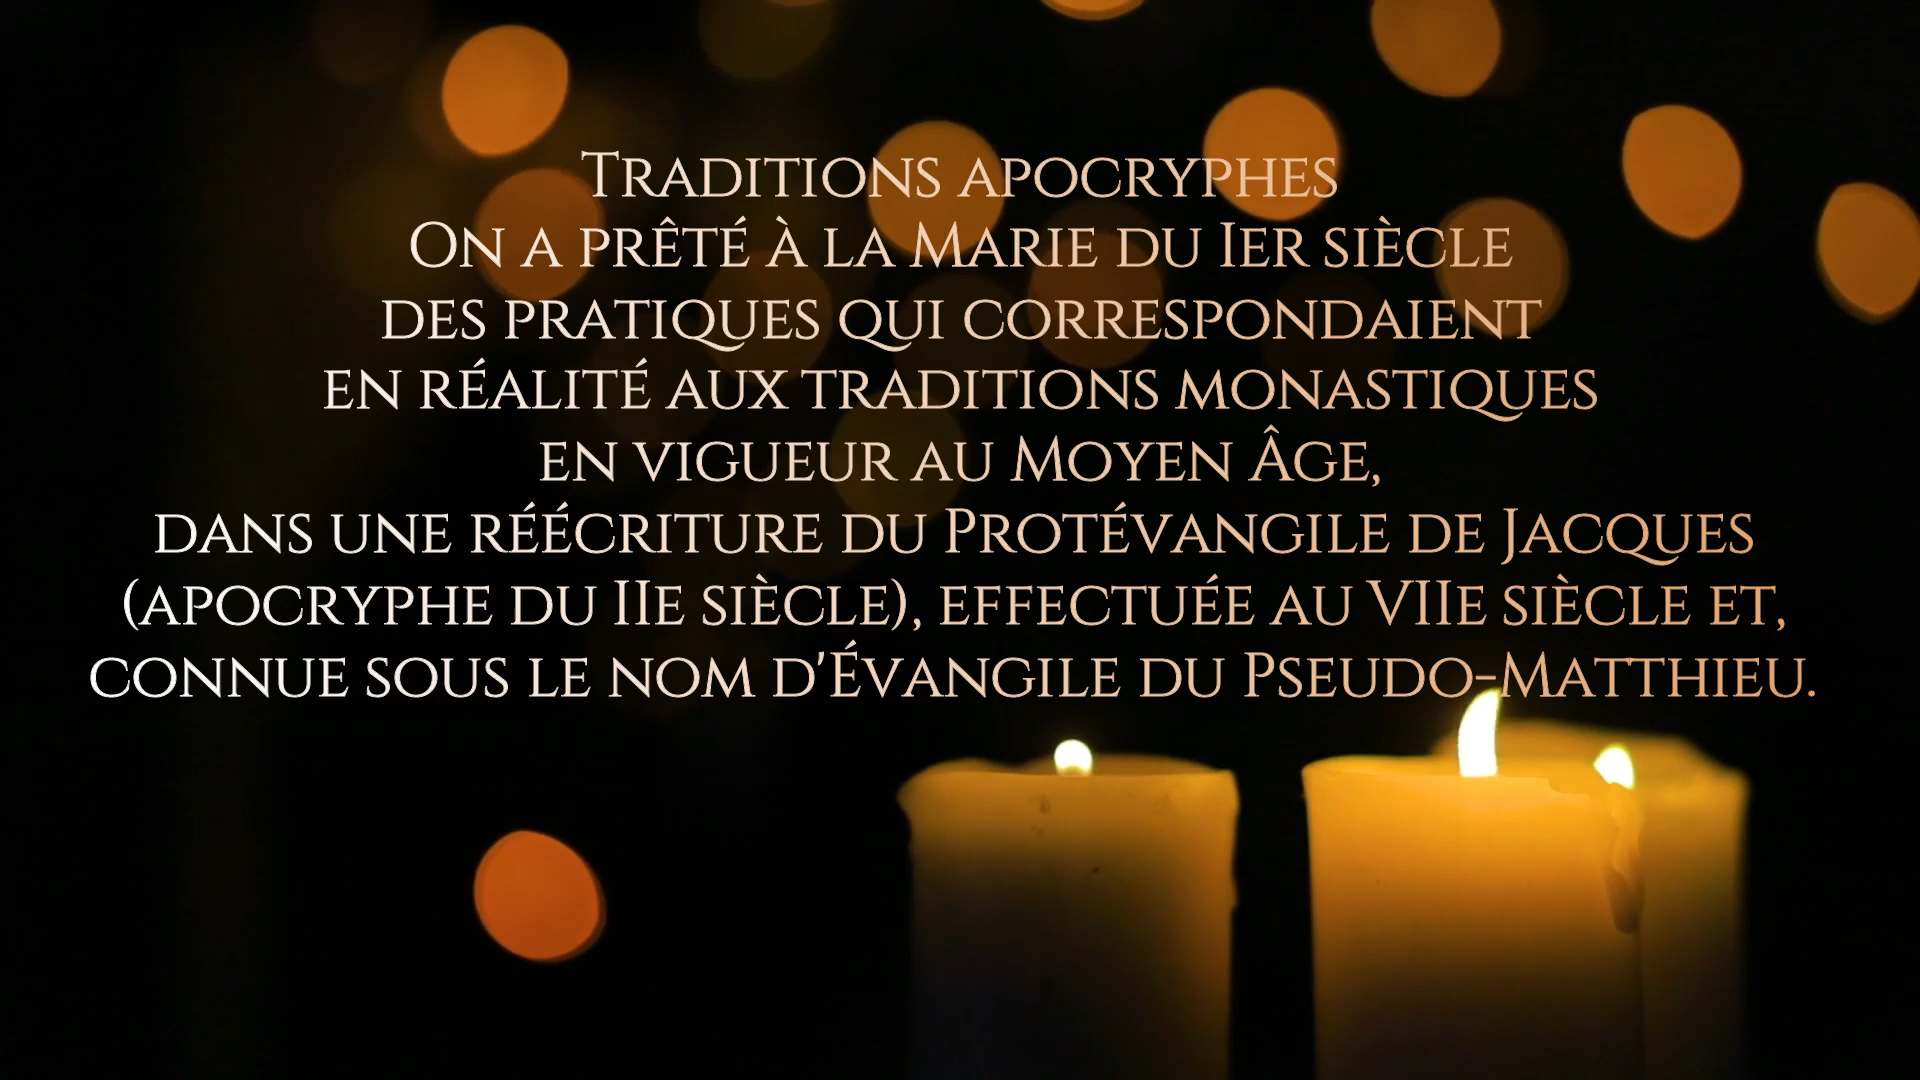 Traditions apocryphes
On a prêté à la Marie du Ier siècle
des pratiques qui correspondaient
en réalité aux traditions monastiques
en vigueur au Moyen Âge,
dans une réécriture du Protévangile de Jacques
(apocryphe du IIe siècle), effectuée au VIIe siècle et,
connue sous le nom d'Évangile du Pseudo-Matthieu.